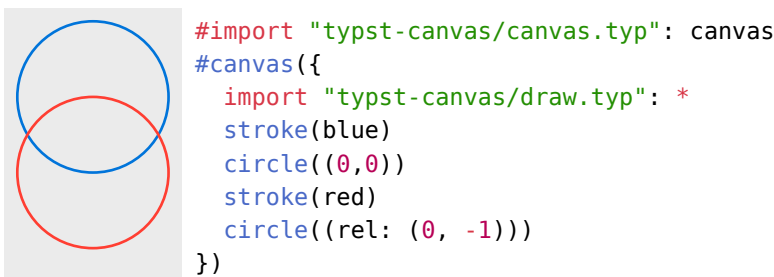 #import "typst-canvas/canvas.typ": canvas
#canvas({
  import "typst-canvas/draw.typ": *
  stroke(blue)
  circle((0,0))
  stroke(red)
  circle((rel: (0, -1)))
})